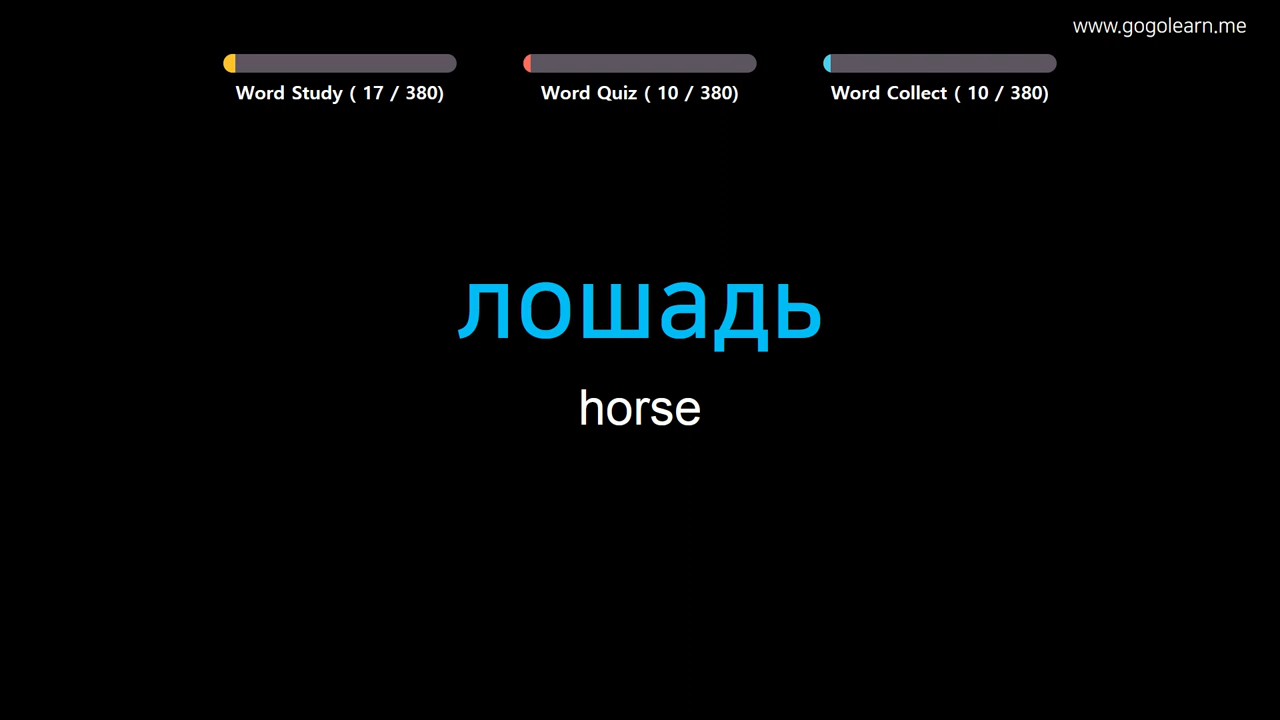 www.gogolearn.me
Word Study ( 17 / 380)
Word Quiz ( 10 / 380)
Word Collect ( 10 / 380)
лошадь
horse